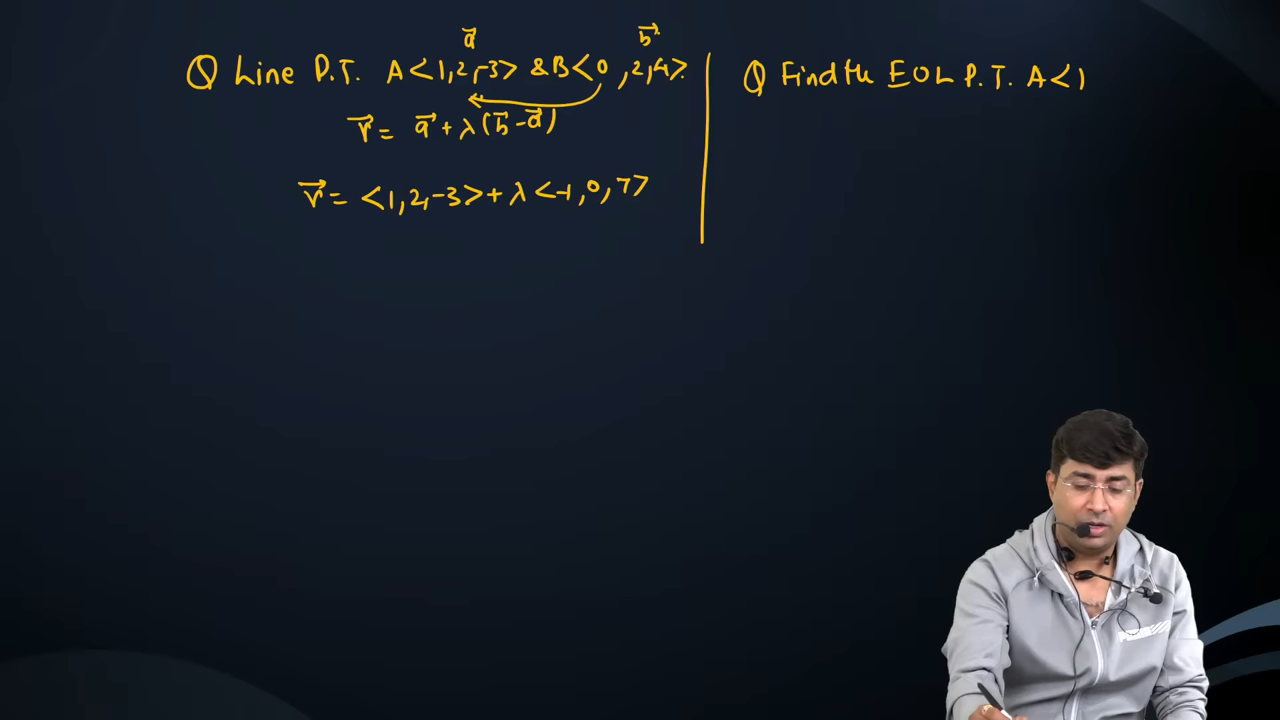 Q Line P.T. A<1,2,-3> & B<0,2,4>
a⃗ b⃗
r⃗ = a⃗ + λ(b⃗ - a⃗)
r⃗ = <1,2,-3> + λ<-1,0,7>
Q Find the EOL P.T. A<1